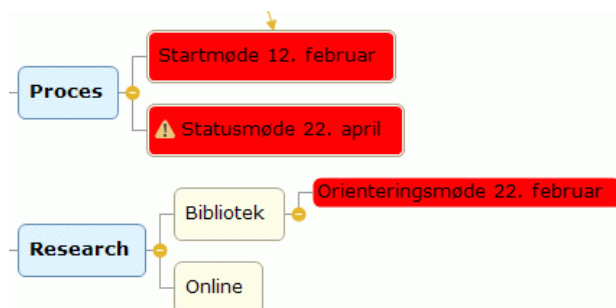 Startmøde 12. februar
Proces
Statusmøde 22. april
Orienteringsmøde 22. februar
Bibliotek
Research
Online